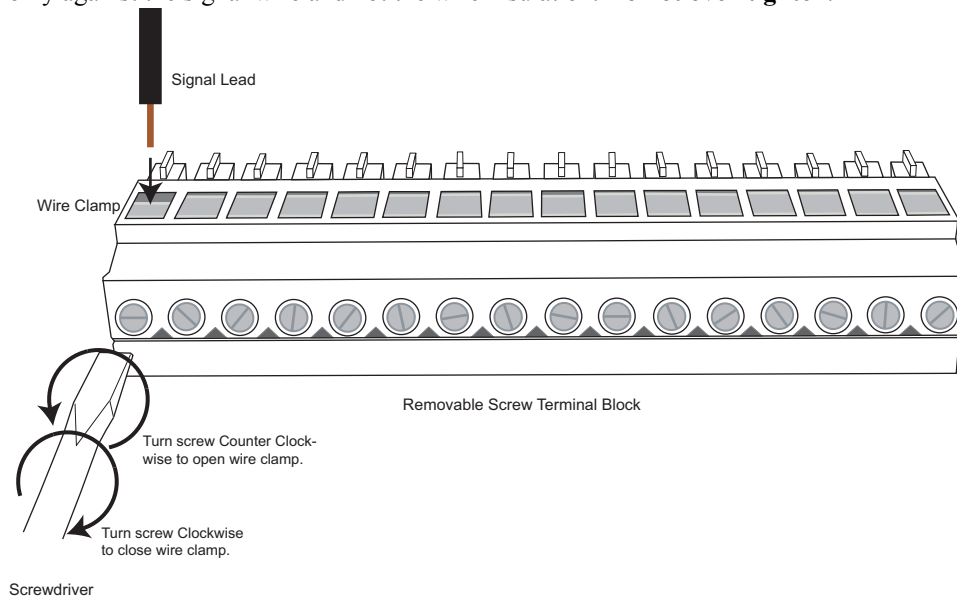 Signal Lead
Wire Clamp
Removable Screw Terminal Block
Turn screw Counter Clock-
wise to open wire clamp.
Turn screw Clockwise
to close wire clamp.
Screwdriver